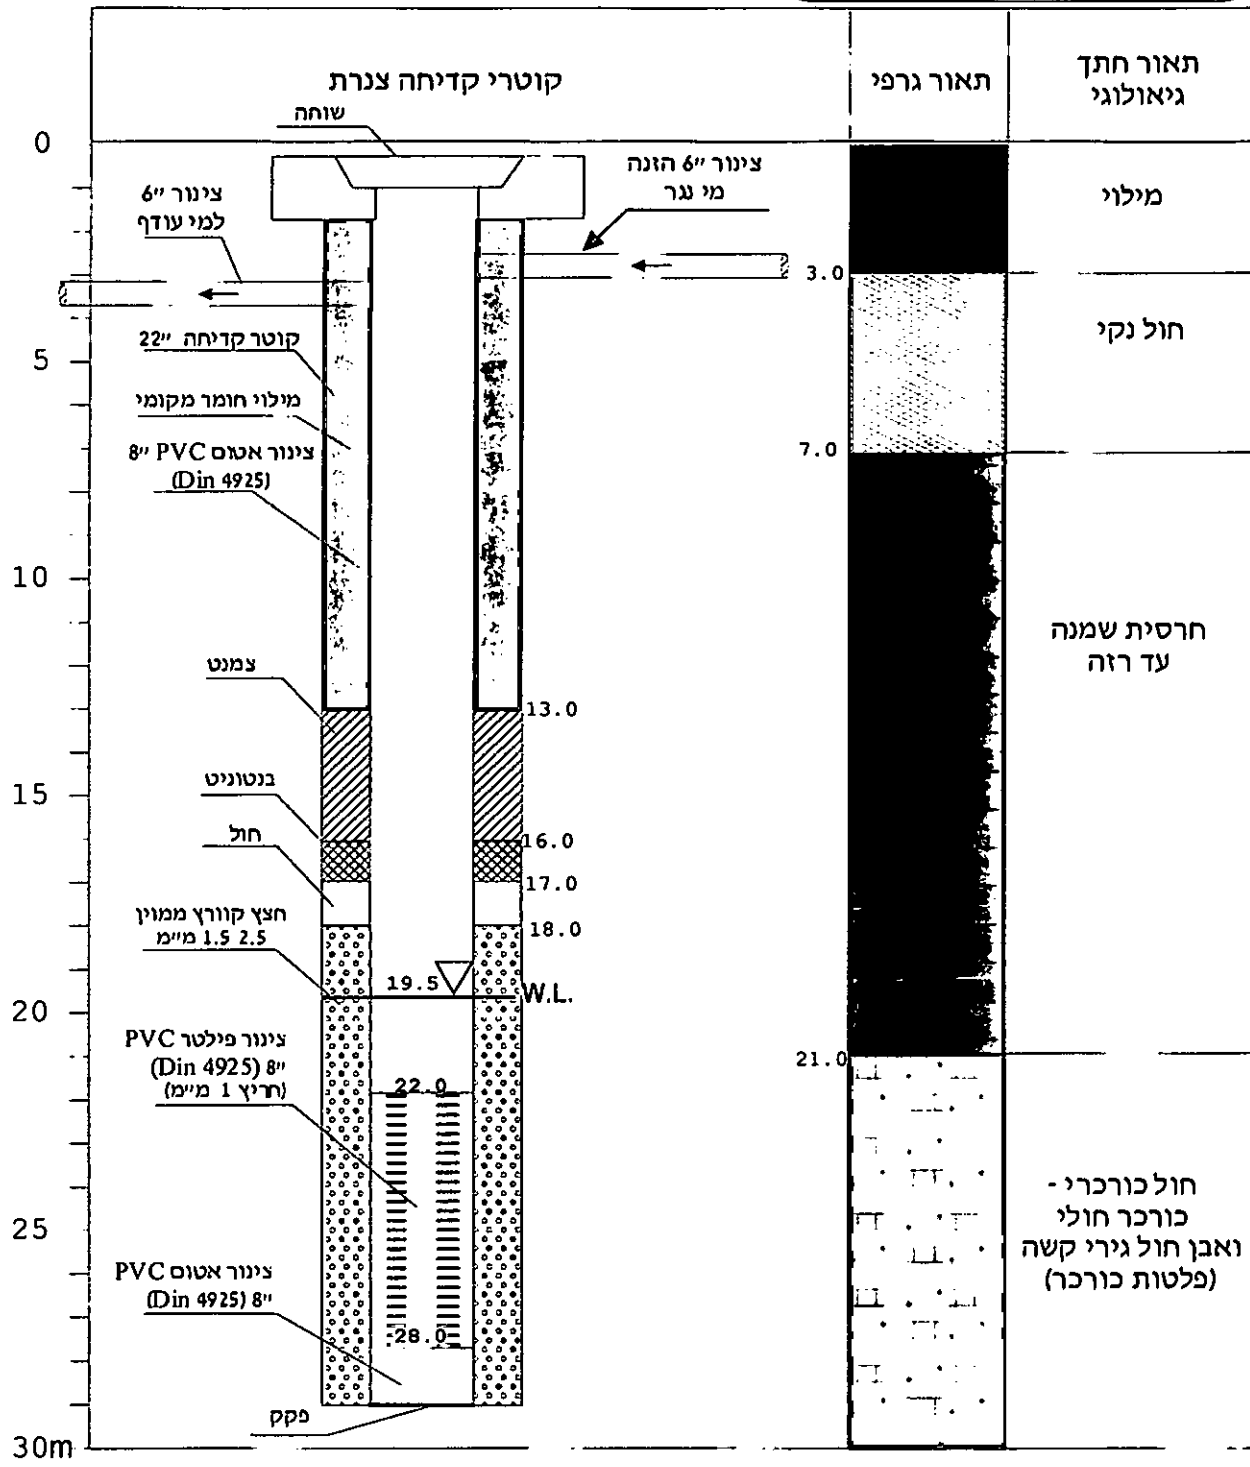 תאור חתך
גיאולוגי
תאור גרפי
קוטרי קדיחה צנרת
שוחה
0
צינור 6״ הזנה
מי נגר
צינור 6״
למי עודף
מילוי
3.0
חול נקי
קוטר קדיחה 22״
5
מילוי חומר מקומי
7.0
צינור אטום PVC 8״
(Din 4925)
10
חרסית שמנה
עד רזה
צמנט
13.0
בנטוניט
15
חול
16.0
17.0
חצץ קוורץ ממוין
1.5 2.5 מ״מ
18.0
19.5
W.L.
20
צינור פילטר PVC
8״ (Din 4925)
(חריץ 1 מ״מ)
21.0
22.0
חול כורכרי -
כורכר חולי
ואבן חול גירי קשה
(פלטות כורכר)
25
צינור אטום PVC
8״ (Din 4925)
28.0
פקק
30m